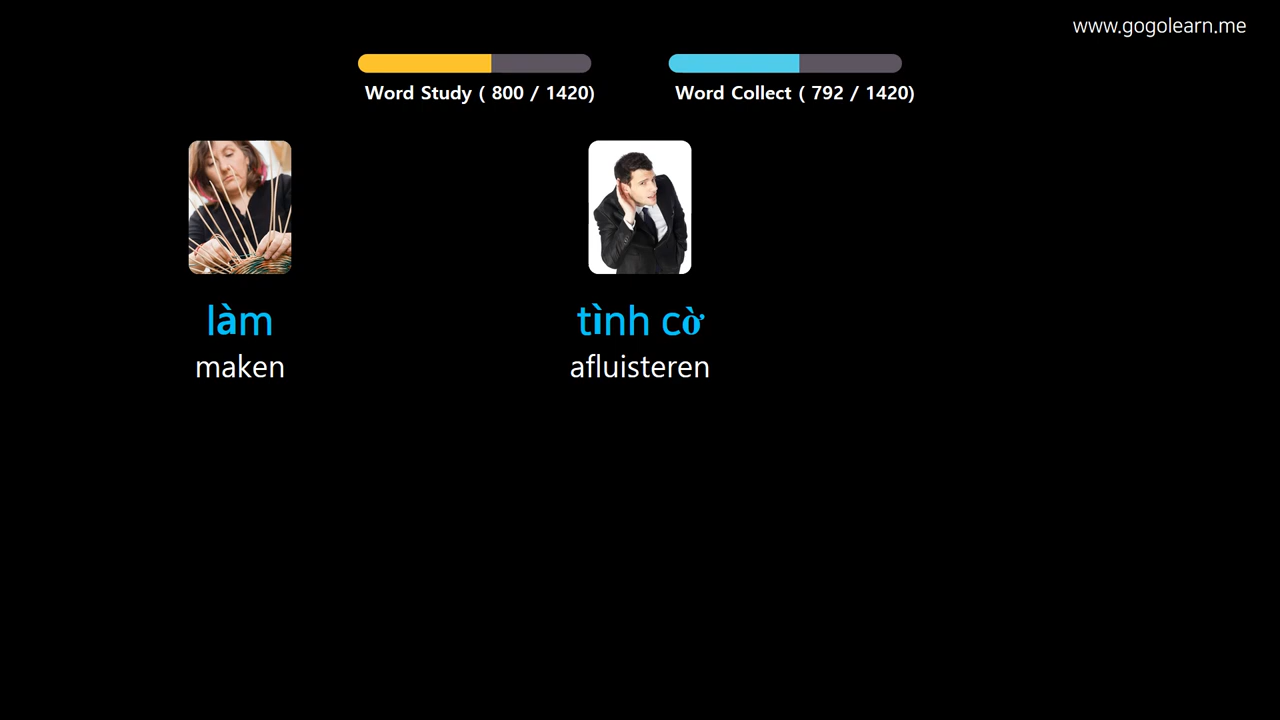 www.gogolearn.me
Word Study ( 800 / 1420)
Word Collect ( 792 / 1420)
làm
maken
tình cờ
afluisteren